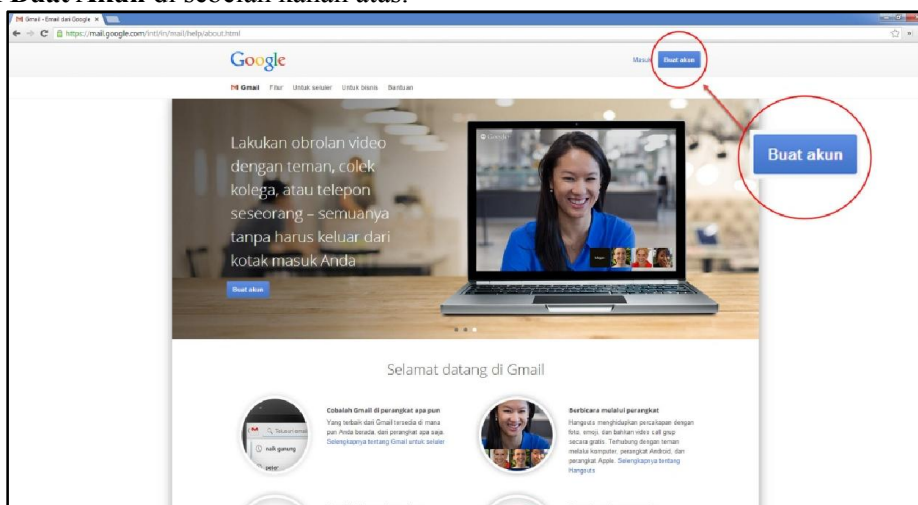 Buat Akun di sebelah kanan atas.
Gmail - Email dari Google
https://mail.google.com/intl/in/mail/help/about.html
Google
Masuk Buat akun
Gmail Fitur Untuk seluler Untuk bisnis Bantuan
Lakukan obrolan video
dengan teman, colek
kolega, atau telepon
seseorang – semuanya
tanpa harus keluar dari
kotak masuk Anda
Buat akun
Google
Buat akun
Selamat datang di Gmail
Cobalah Gmail di perangkat apa pun
Yang terbaik dari Gmail tersedia di mana
pun Anda berada, dari perangkat apa saja.
Selengkapnya tentang Gmail untuk seluler
naik gunung
peter
Berbicara melalui perangkat
Hangouts menghidupkan percakapan dengan
foto, emoji, dan bahkan video call grup
secara gratis. Terhubung dengan teman
melalui komputer, perangkat Android, dan
perangkat Apple. Selengkapnya tentang
Hangouts